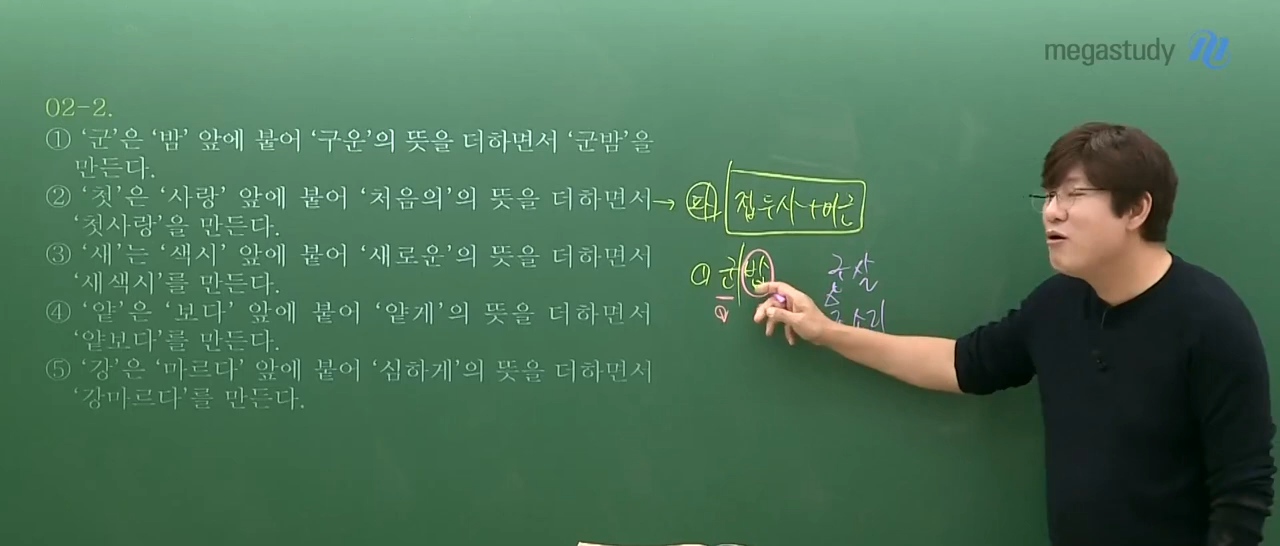 megastudy
02-2.
① ‘군’은 ‘밤’ 앞에 붙어 ‘구운’의 뜻을 더하면서 ‘군밤’을
만든다.
② ‘첫’은 ‘사랑’ 앞에 붙어 ‘처음의’의 뜻을 더하면서
‘첫사랑’을 만든다.
③ ‘새’는 ‘색시’ 앞에 붙어 ‘새로운’의 뜻을 더하면서
‘새색시’를 만든다.
④ ‘얕’은 ‘보다’ 앞에 붙어 ‘얕게’의 뜻을 더하면서
‘얕보다’를 만든다.
⑤ ‘강’은 ‘마르다’ 앞에 붙어 ‘심하게’의 뜻을 더하면서
‘강마르다’를 만든다.
→ 파 접두사+어근
① 군|밤
군살
소리